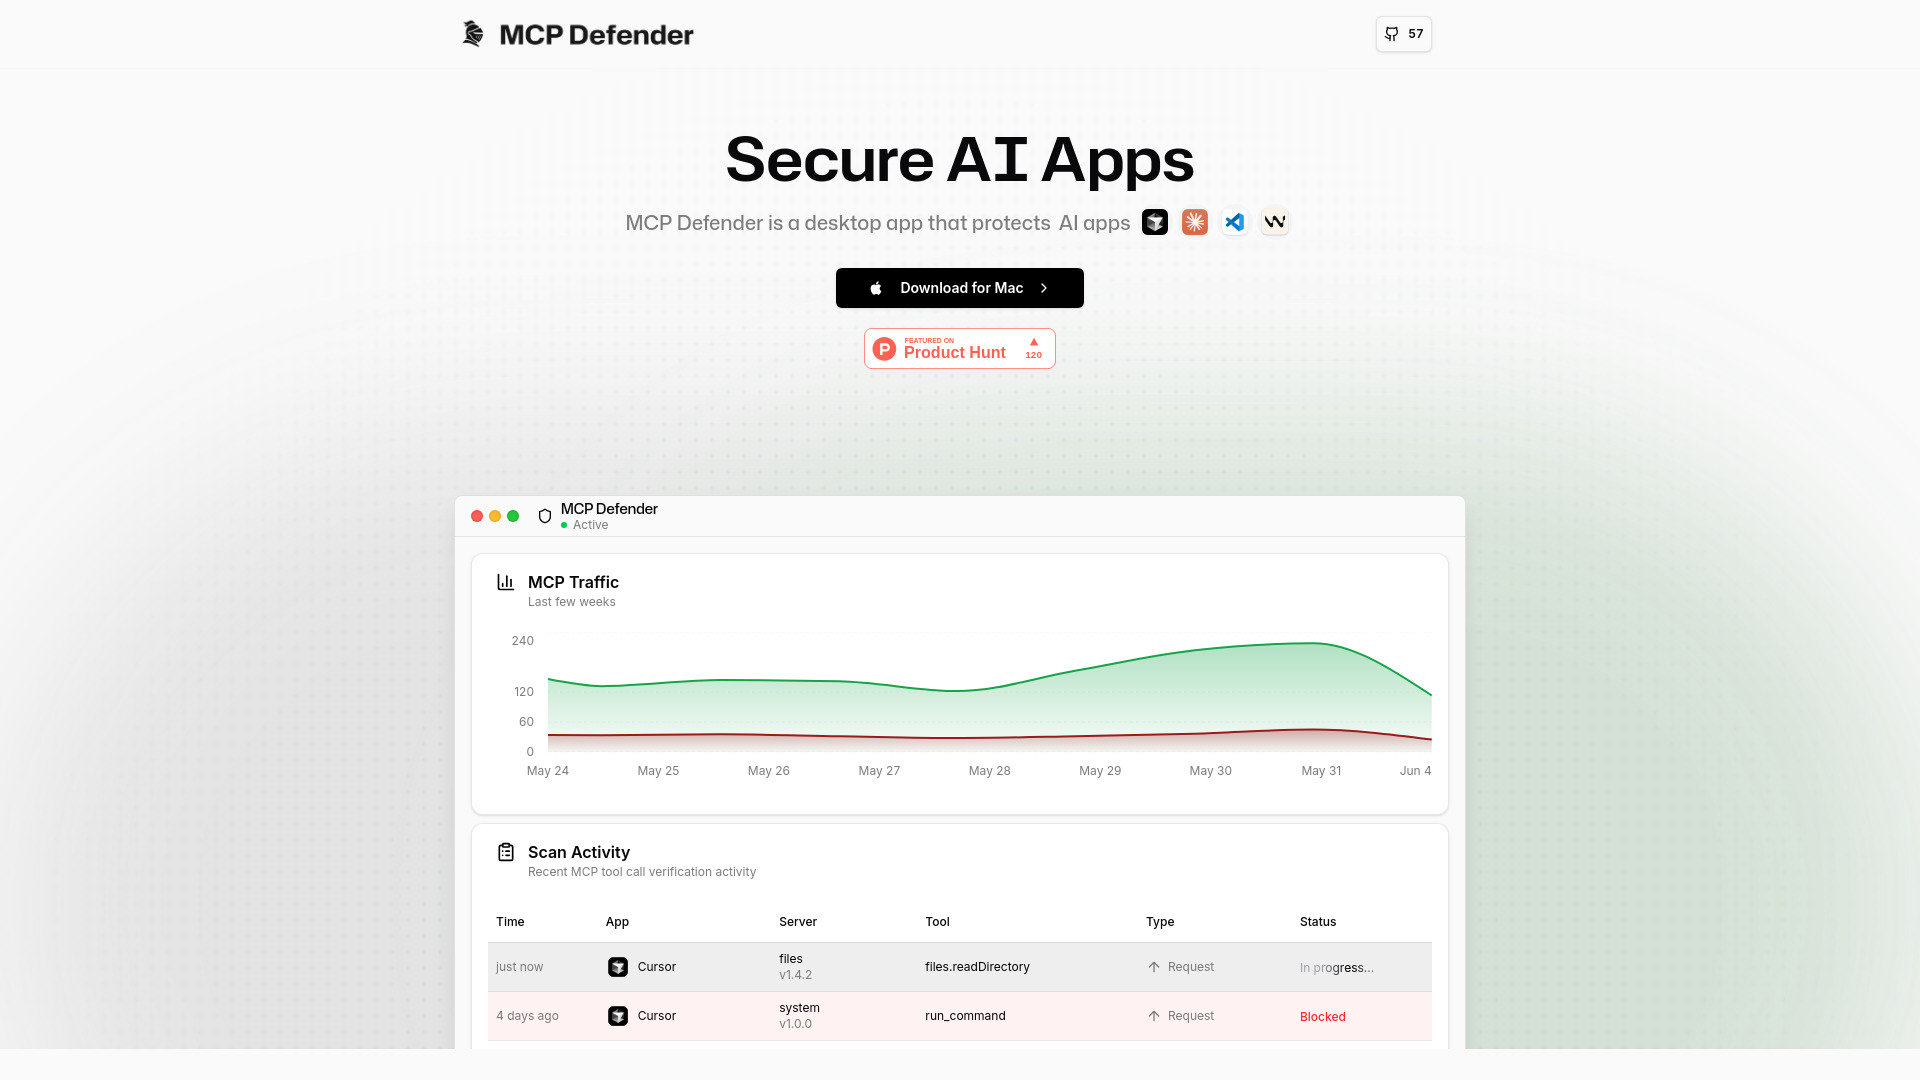 MCP Defender
57
Secure AI Apps
MCP Defender is a desktop app that protects AI apps
Download for Mac
FEATURED ON
Product Hunt
120
MCP Defender
Active
MCP Traffic
Last few weeks
240
120
60
0
May 24 May 25 May 26 May 27 May 28 May 29 May 30 May 31 Jun 4
Scan Activity
Recent MCP tool call verification activity
Time App Server Tool Type Status
just now Cursor files files.readDirectory Request In progress...
v1.4.2
4 days ago Cursor system run_command Request Blocked
v1.0.0